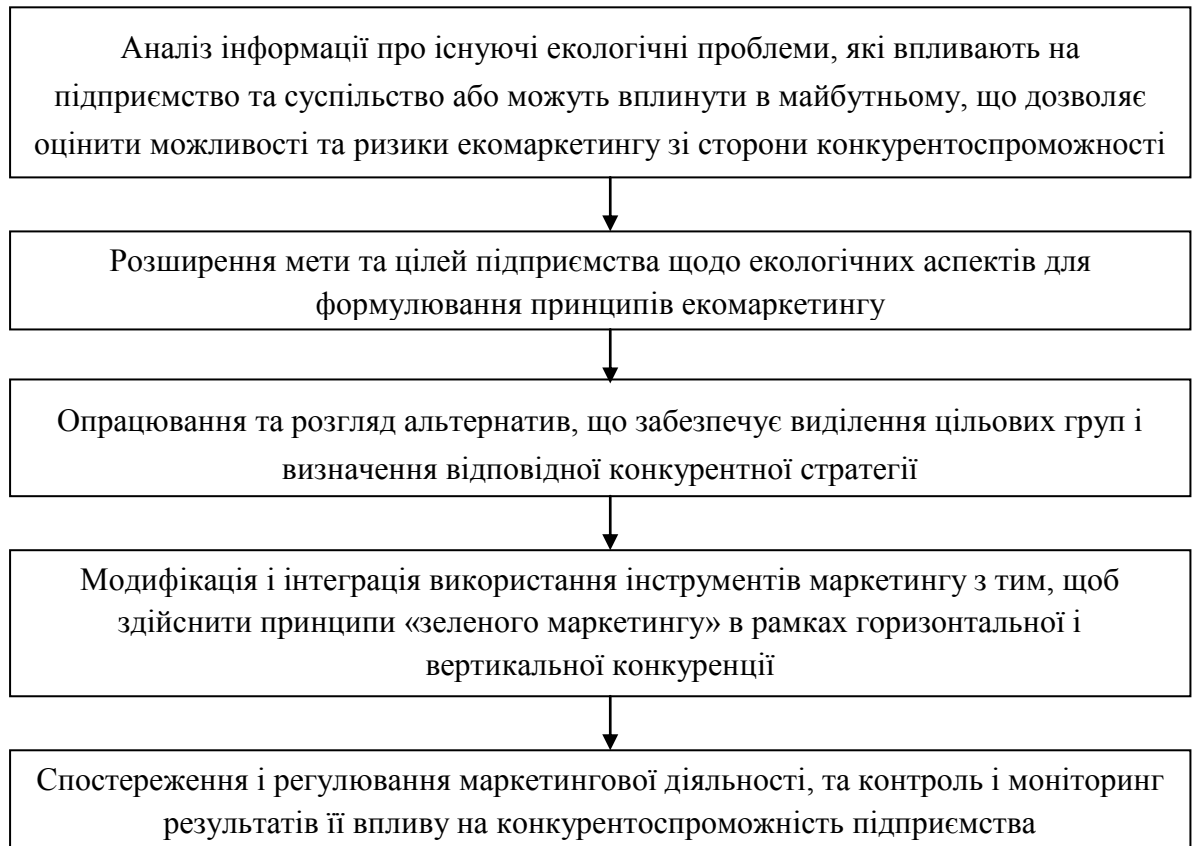 Аналіз інформації про існуючі екологічні проблеми, які впливають на
підприємство та суспільство або можуть вплинути в майбутньому, що дозволяє
оцінити можливості та ризики екомаркетингу зі сторони конкурентоспроможності
Розширення мети та цілей підприємства щодо екологічних аспектів для
формулювання принципів екомаркетингу
Опрацювання та розгляд альтернатив, що забезпечує виділення цільових груп і
визначення відповідної конкурентної стратегії
Модифікація і інтеграція використання інструментів маркетингу з тим, щоб
здійснити принципи «зеленого маркетингу» в рамках горизонтальної і
вертикальної конкуренції
Спостереження і регулювання маркетингової діяльності, та контроль і моніторинг
результатів її впливу на конкурентоспроможність підприємства